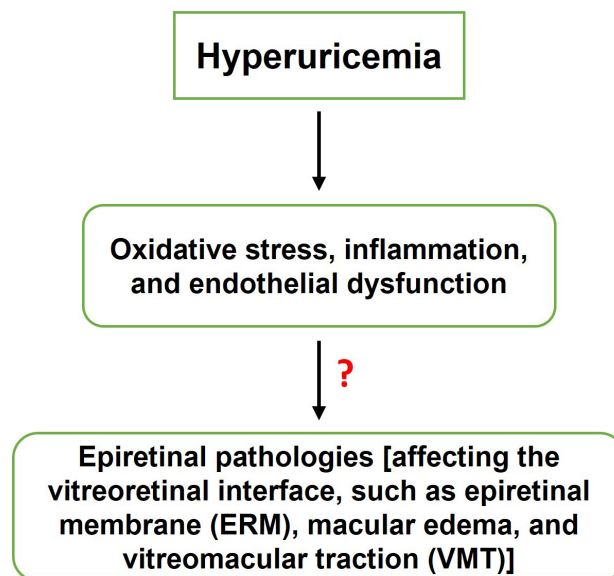 Hyperuricemia
Oxidative stress, inflammation,
and endothelial dysfunction
?
Epiretinal pathologies [affecting the
vitreoretinal interface, such as epiretinal
membrane (ERM), macular edema, and
vitreomacular traction (VMT)]